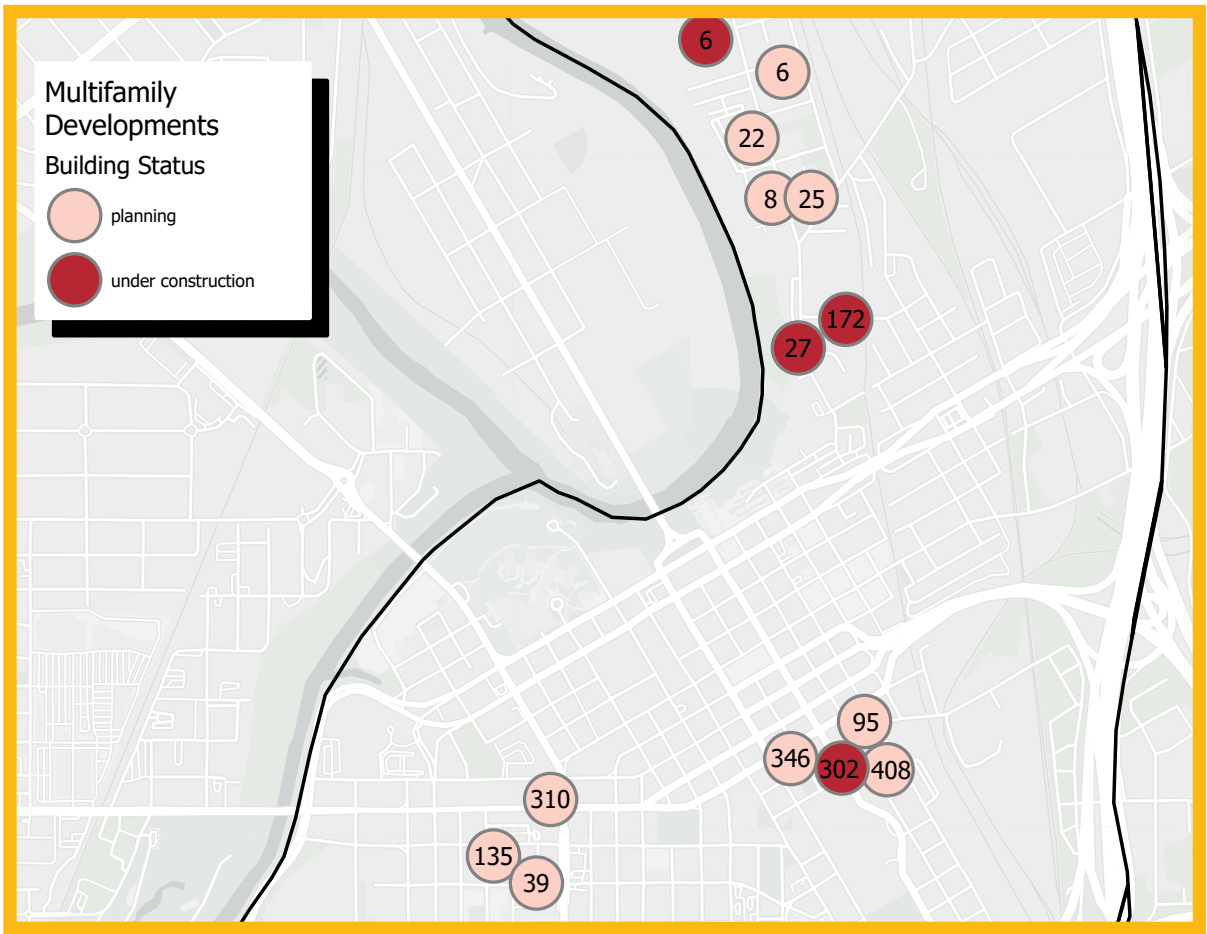 Multifamily
Developments
Building Status
planning
under construction
6
6
22
8
25
172
27
95
346
302
408
310
135
39